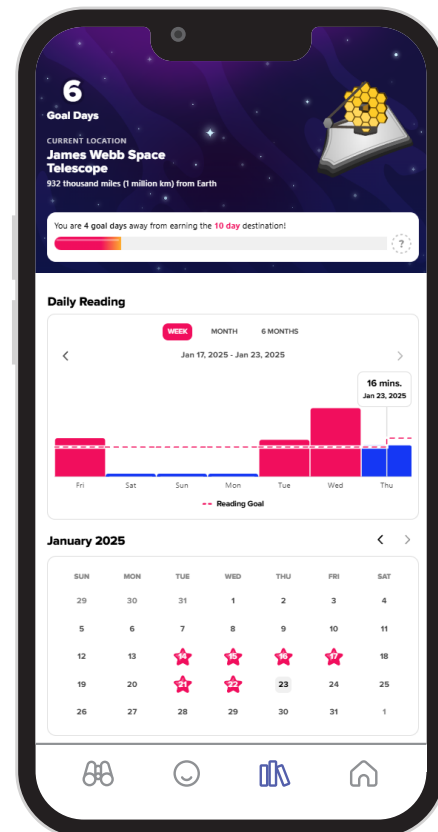 6
Goal Days
CURRENT LOCATION
James Webb Space
Telescope
932 thousand miles (1 million km) from Earth
You are 4 goal days away from earning the 10 day destination!
?
Daily Reading
WEEK MONTH 6 MONTHS
Jan 17, 2025 - Jan 23, 2025
16 mins.
Jan 23, 2025
Fri Sat Sun Mon Tue Wed Thu
Reading Goal
January 2025
SUN MON TUE WED THU FRI SAT
29 30 31 1 2 3 4
5 6 7 8 9 10 11
12 13 14 15 16 17 18
19 20 21 22 23 24 25
26 27 28 29 30 31 1